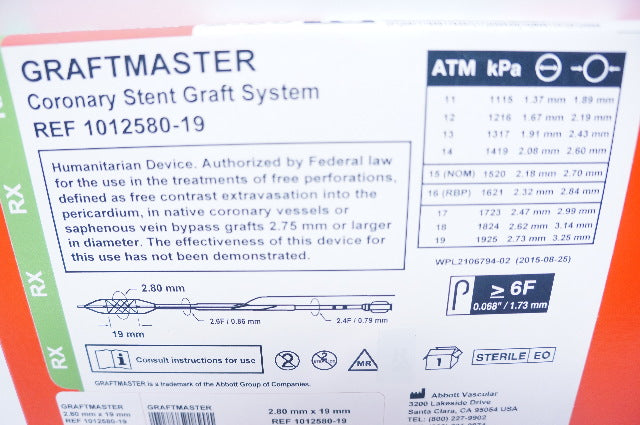 GRAFTMASTER
Coronary Stent Graft System
REF 1012580-19
Humanitarian Device. Authorized by Federal law
for the use in the treatments of free perforations,
defined as free contrast extravasation into the
pericardium, in native coronary vessels or
saphenous vein bypass grafts 2.75 mm or larger
in diameter. The effectiveness of this device for
this use has not been demonstrated.
ATM kPa
11 1115 1.37 mm 1.89 mm
12 1216 1.67 mm 2.19 mm
13 1317 1.91 mm 2.43 mm
14 1419 2.08 mm 2.60 mm
15 (NOM) 1520 2.18 mm 2.70 mm
16 (RBP) 1621 2.32 mm 2.84 mm
17 1723 2.47 mm 2.99 mm
18 1824 2.62 mm 3.14 mm
19 1925 2.73 mm 3.25 mm
WPL2106794-02 (2015-08-25)
≥ 6F
0.068" / 1.73 mm
2.80 mm
19 mm
2.6F / 0.86 mm
2.4F / 0.79 mm
i Consult instructions for use
2
MR
1
STERILE EO
GRAFTMASTER is a trademark of the Abbott Group of Companies.
Abbott Vascular
3200 Lakeside Drive
Santa Clara, CA 95054 USA
TEL: (800) 227-9902
RX
RX
RX
GRAFTMASTER
2.80 mm x 19 mm
REF 1012580-19
GRAFTMASTER
2.80 mm x 19 mm
REF 1012580-19